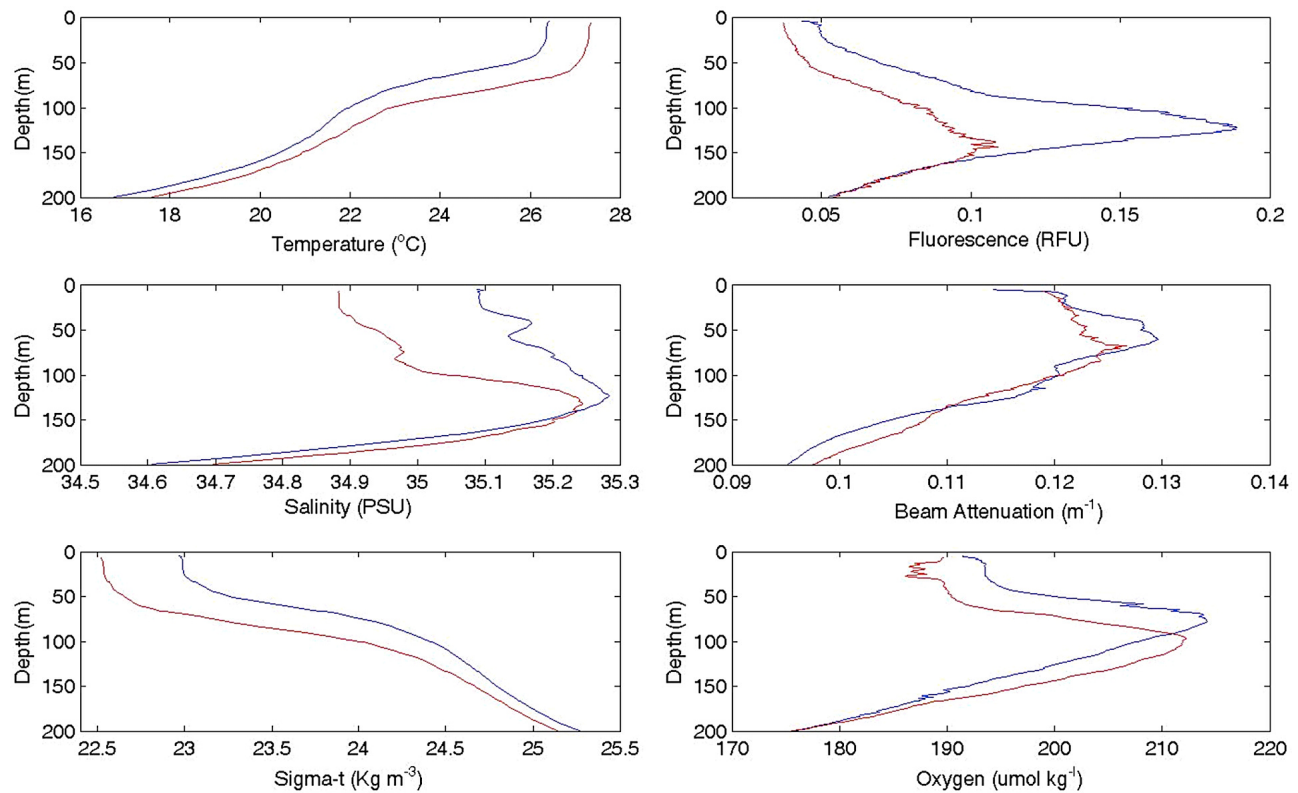 0
50
100
150
200
Depth(m)
16 18 20 22 24 26 28
Temperature (°C)
0
50
100
150
200
Depth(m)
0.05 0.1 0.15 0.2
Fluorescence (RFU)
0
50
100
150
200
Depth(m)
34.5 34.6 34.7 34.8 34.9 35 35.1 35.2 35.3
Salinity (PSU)
0
50
100
150
200
Depth(m)
0.09 0.1 0.11 0.12 0.13 0.14
Beam Attenuation (m⁻¹)
0
50
100
150
200
Depth(m)
22.5 23 23.5 24 24.5 25 25.5
Sigma-t (Kg m⁻³)
0
50
100
150
200
Depth(m)
170 180 190 200 210 220
Oxygen (umol kg⁻ˡ)